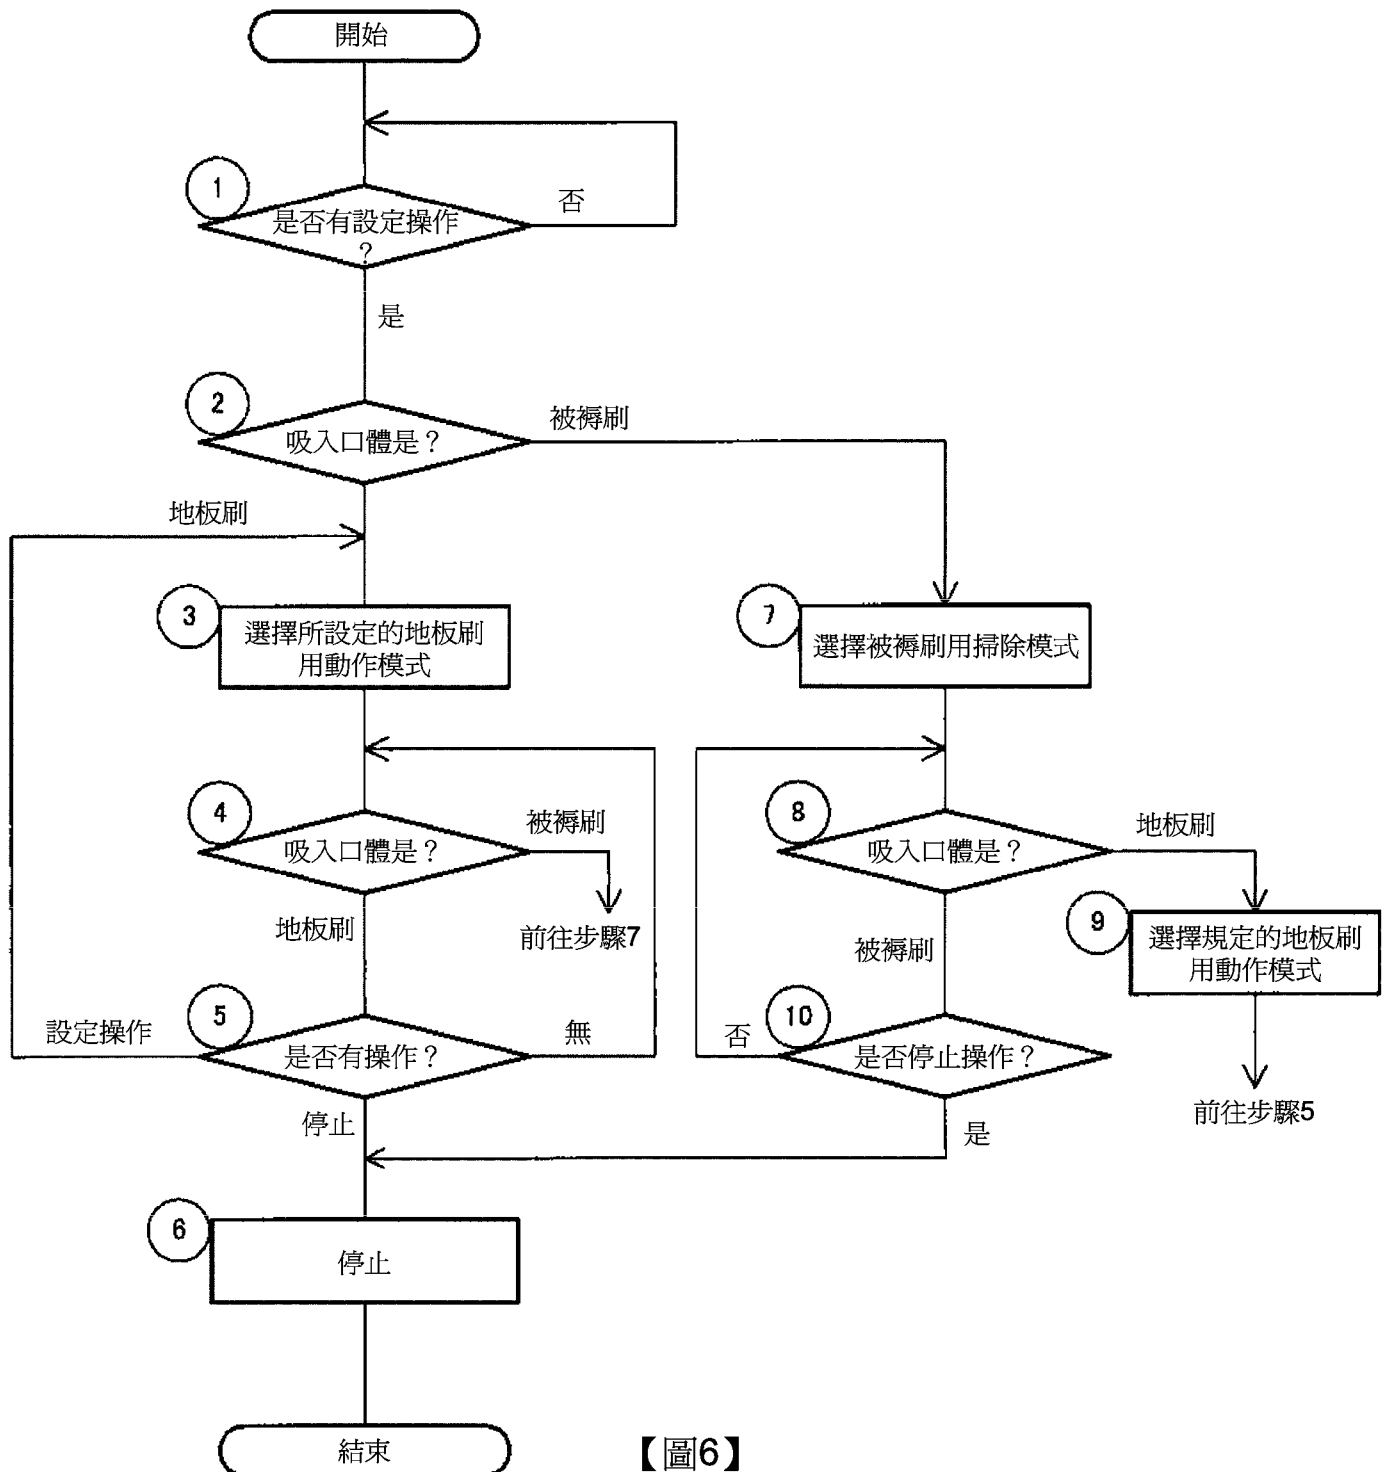 開始
1
是否有設定操作
?
否
是
2
吸入口體是？
被褥刷
地板刷
3
選擇所設定的地板刷
用動作模式
7
選擇被褥刷用掃除模式
4
吸入口體是？
被褥刷
前往步驟7
地板刷
8
吸入口體是？
地板刷
9
選擇規定的地板刷
用動作模式
前往步驟5
被褥刷
5
是否有操作？
設定操作
無
停止
10
是否停止操作？
否
是
6
停止
結束
【圖6】